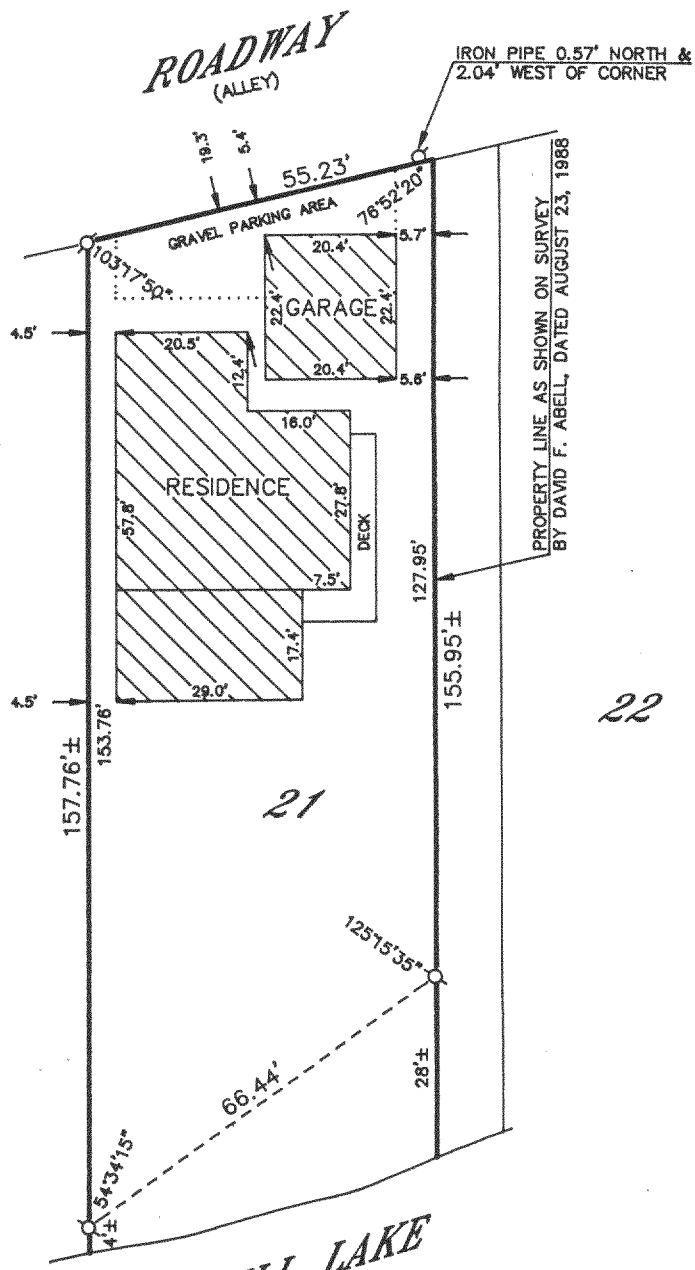 ROADWAY
(ALLEY)
IRON PIPE 0.57' NORTH &
2.04' WEST OF CORNER
19.3'
5.4'
55.23'
76°52'20"
GRAVEL PARKING AREA
103°17'50"
20.4'
5.7'
22.4'
GARAGE
22.4'
4.5'
20.5'
12.4'
20.4'
5.6'
16.0'
RESIDENCE
57.8'
27.8'
DECK
7.5'
17.4'
29.0'
PROPERTY LINE AS SHOWN ON SURVEY
BY DAVID F. ABELL, DATED AUGUST 23, 1988
127.95'
155.95'±
4.5'
153.76'
157.76'±
22
21
125°15'35"
66.44'
28'±
54°34'15"
4'±
LAKE